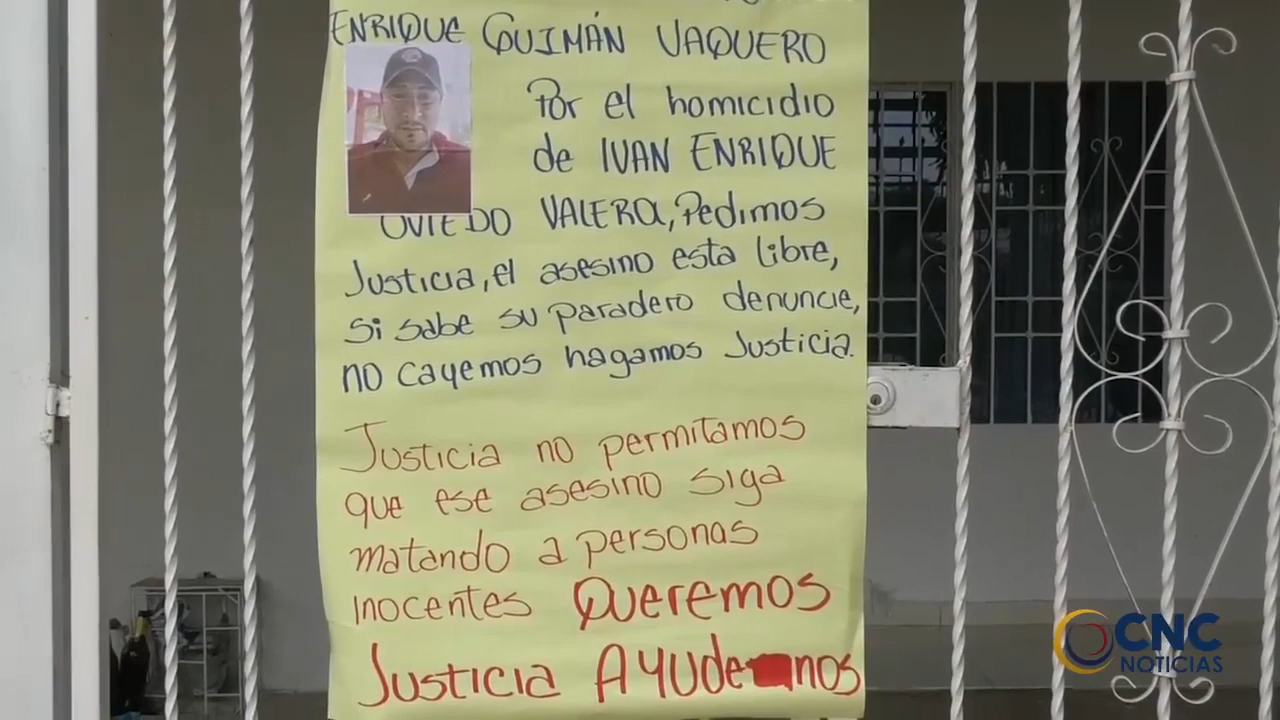 ENRIQUE GUIMÁN VAQUERO
Por el homicidio
de IVAN ENRIQUE
OVIEDO VALERA, Pedimos
Justicia, el asesino esta libre,
si sabe su paradero denuncie,
no cayemos hagamos Justicia.
Justicia no permitamos
que ese asesino siga
matando a personas
inocentes Queremos
Justicia AYUDEnos
CNC
NOTICIAS